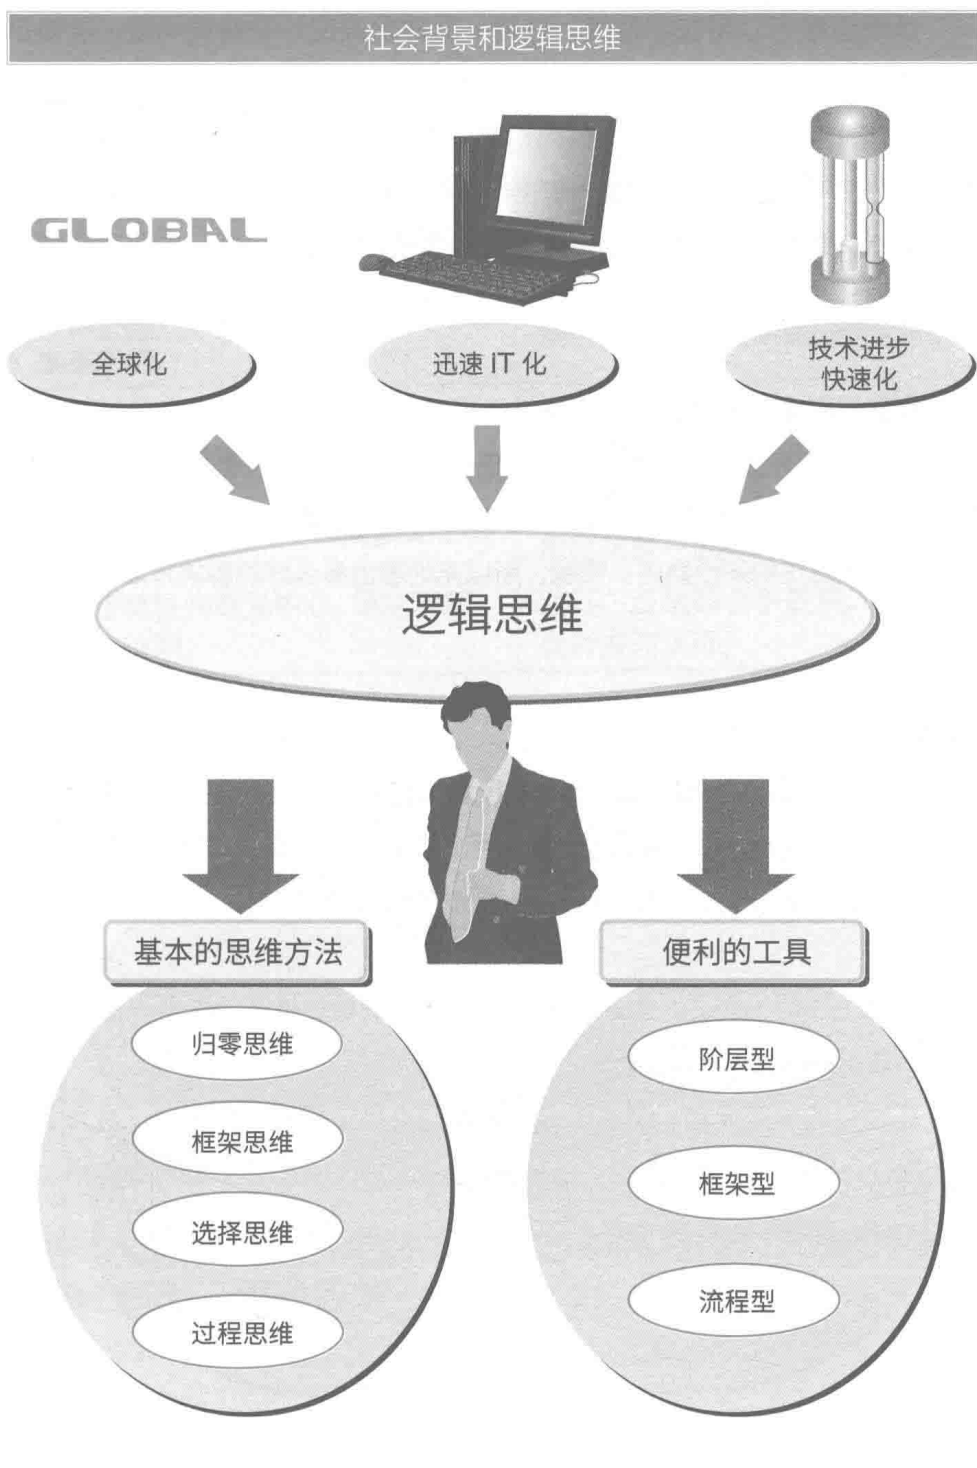 社会背景和逻辑思维
GLOBAL
全球化
迅速 IT 化
技术进步
快速化
逻辑思维
基本的思维方法
便利的工具
归零思维
框架思维
选择思维
过程思维
阶层型
框架型
流程型